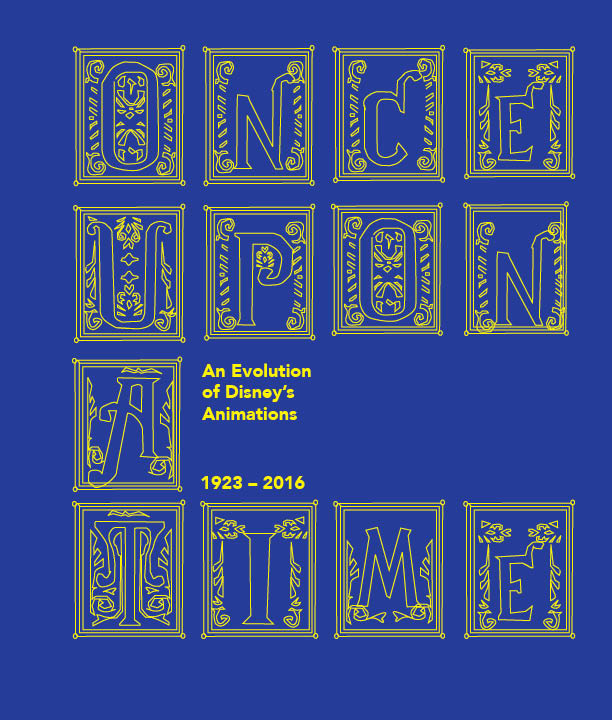 ONCE
UPON
A
An Evolution
of Disney’s
Animations
1923 – 2016
TIME